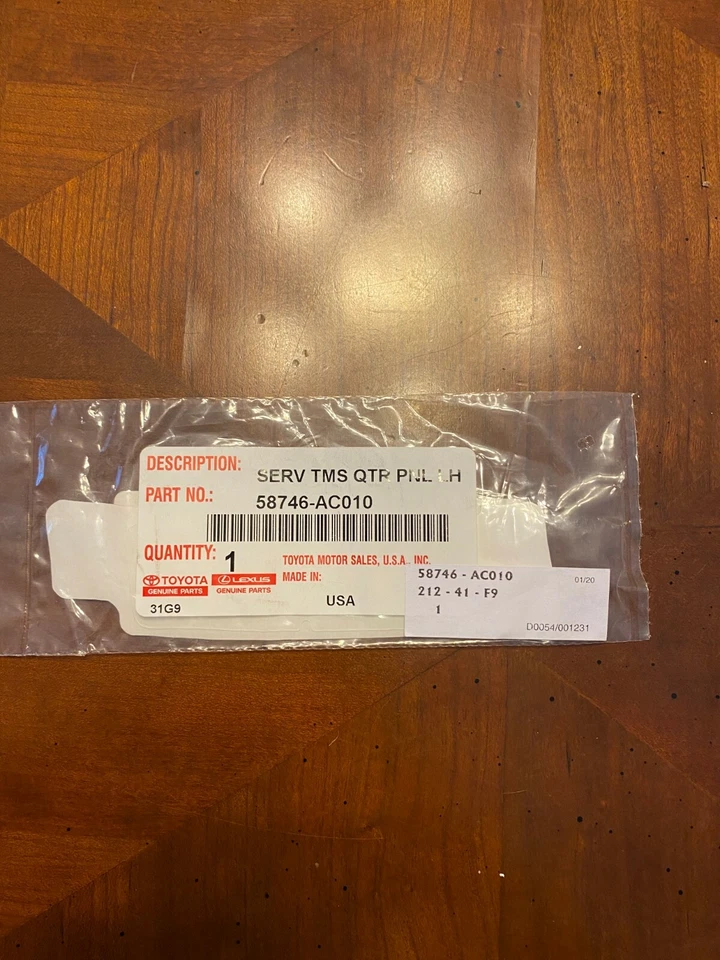 DESCRIPTION: SERV TMS QTR PNL LH
PART NO.: 58746-AC010
QUANTITY: 1
TOYOTA MOTOR SALES, U.S.A., INC.
TOYOTA LEXUS MADE IN:
GENUINE PARTS GENUINE PARTS
31G9 USA
58746 - AC010 01/20
212 - 41 - F9
1
D0054/001231